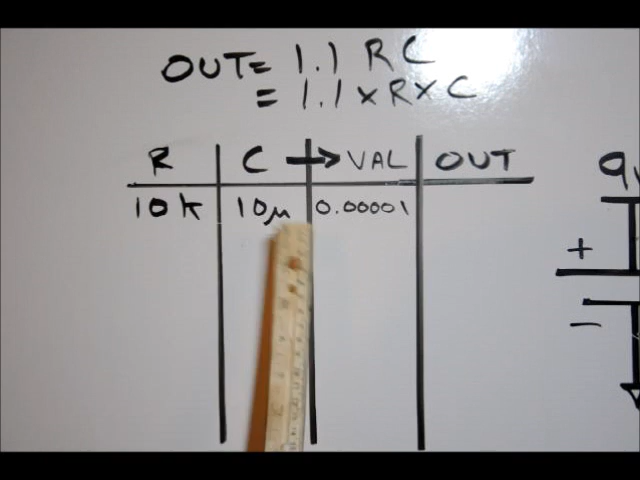 OUT = 1.1 RC
= 1.1 x R x C
R C → VAL OUT
10k 10μ 0.00001
+
-